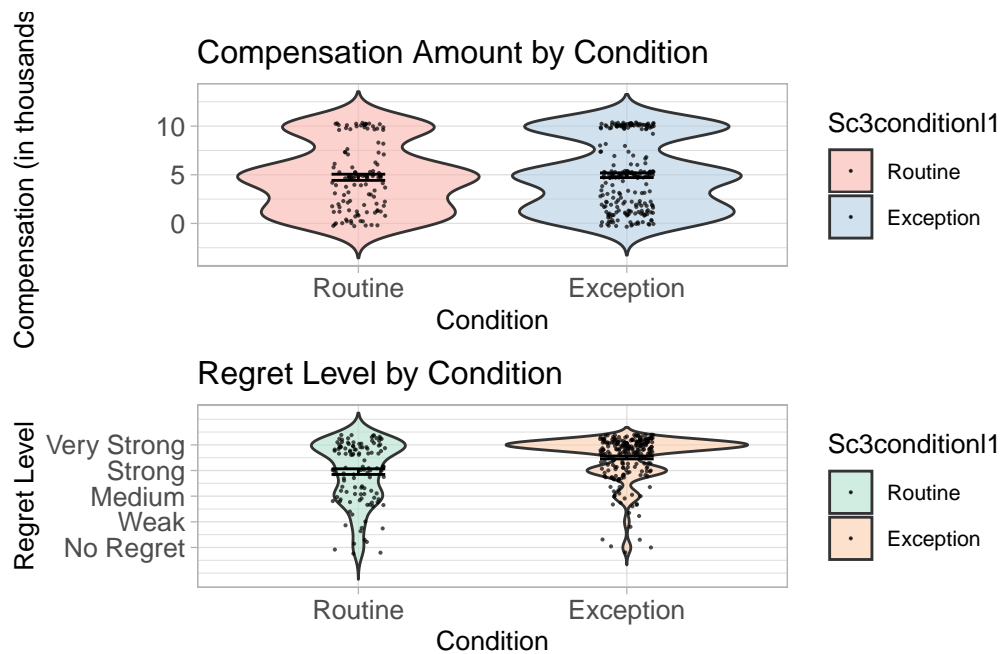 Compensation Amount by Condition
Compensation (in thousands
10
5
0
Routine
Exception
Condition
Sc3conditionl1
Routine
Exception
Regret Level by Condition
Regret Level
Very Strong
Strong
Medium
Weak
No Regret
Routine
Exception
Condition
Sc3conditionl1
Routine
Exception